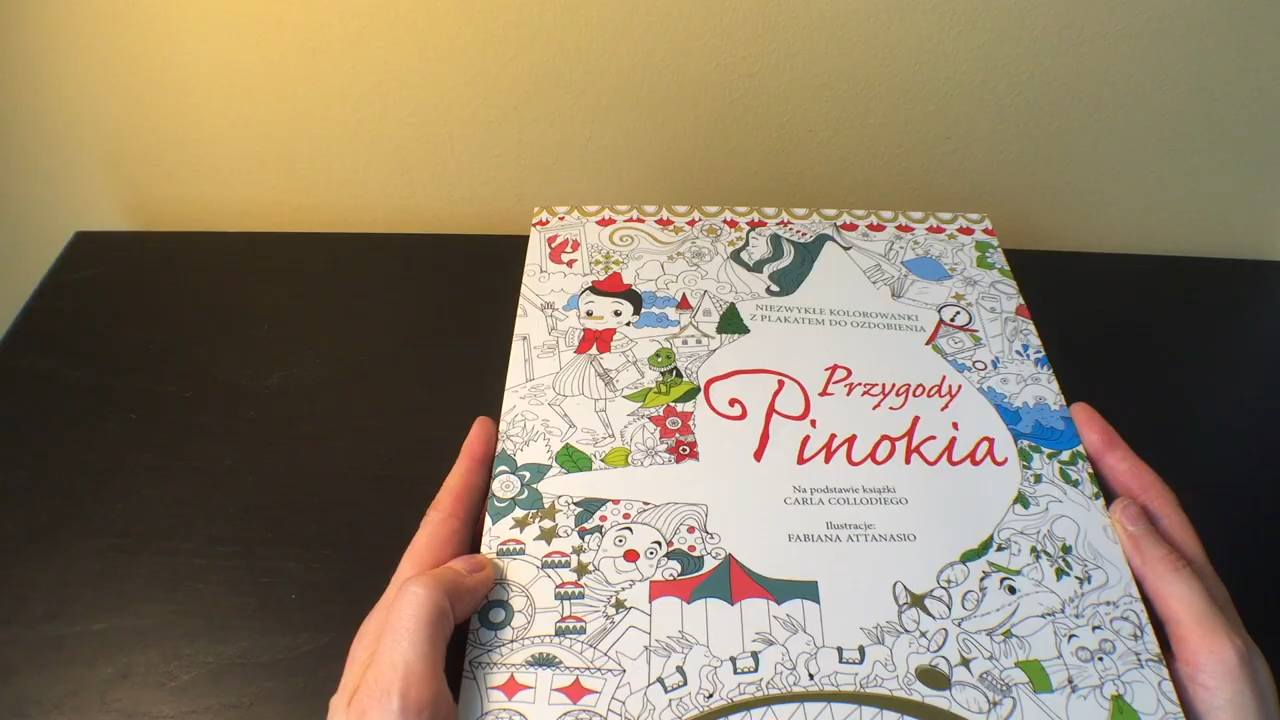 NIEZWYKŁE KOLOROWANKI
Z PLAKATEM DO OZDOBIENIA
Przygody
Pinokia
Na podstawie książki
CARLA COLLODIEGO
Ilustracje:
FABIANA ATTANASIO